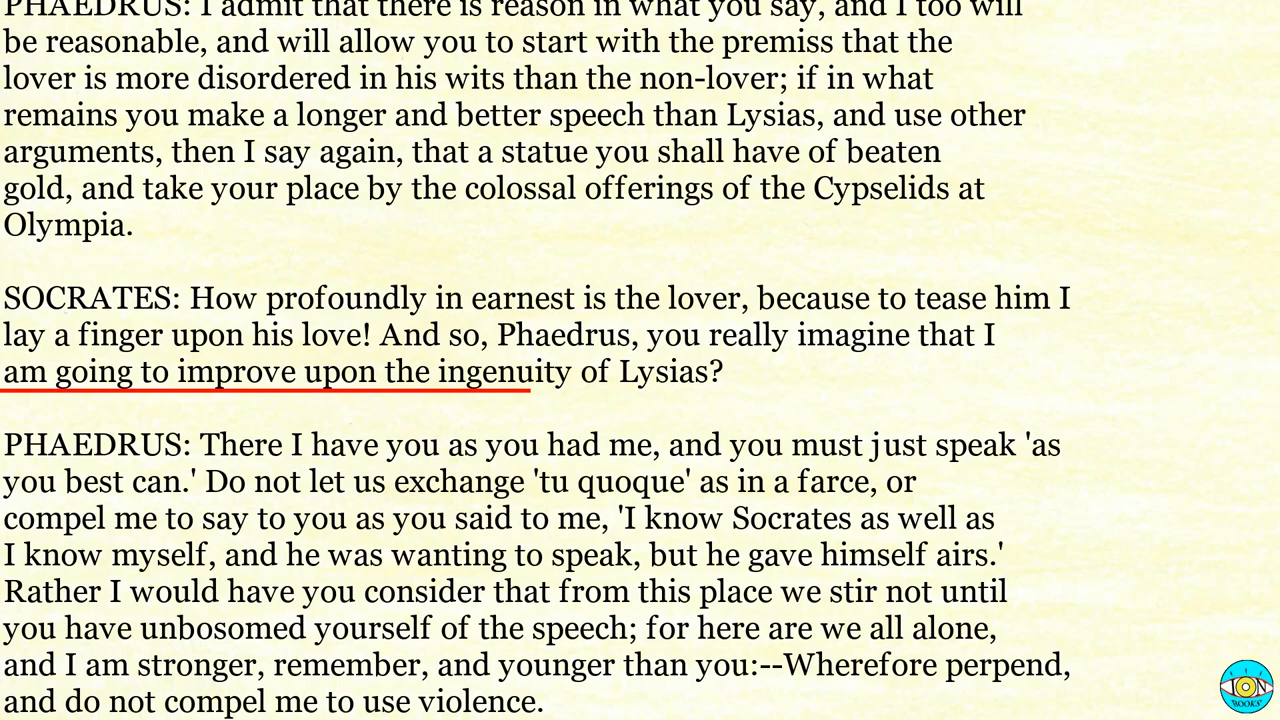 PHAEDRUS: I admit that there is reason in what you say, and I too will
be reasonable, and will allow you to start with the premiss that the
lover is more disordered in his wits than the non-lover; if in what
remains you make a longer and better speech than Lysias, and use other
arguments, then I say again, that a statue you shall have of beaten
gold, and take your place by the colossal offerings of the Cypselids at
Olympia.
SOCRATES: How profoundly in earnest is the lover, because to tease him I
lay a finger upon his love! And so, Phaedrus, you really imagine that I
am going to improve upon the ingenuity of Lysias?
PHAEDRUS: There I have you as you had me, and you must just speak 'as
you best can.' Do not let us exchange 'tu quoque' as in a farce, or
compel me to say to you as you said to me, 'I know Socrates as well as
I know myself, and he was wanting to speak, but he gave himself airs.'
Rather I would have you consider that from this place we stir not until
you have unbosomed yourself of the speech; for here are we all alone,
and I am stronger, remember, and younger than you:--Wherefore perpend,
and do not compel me to use violence.
ION
BOOKS